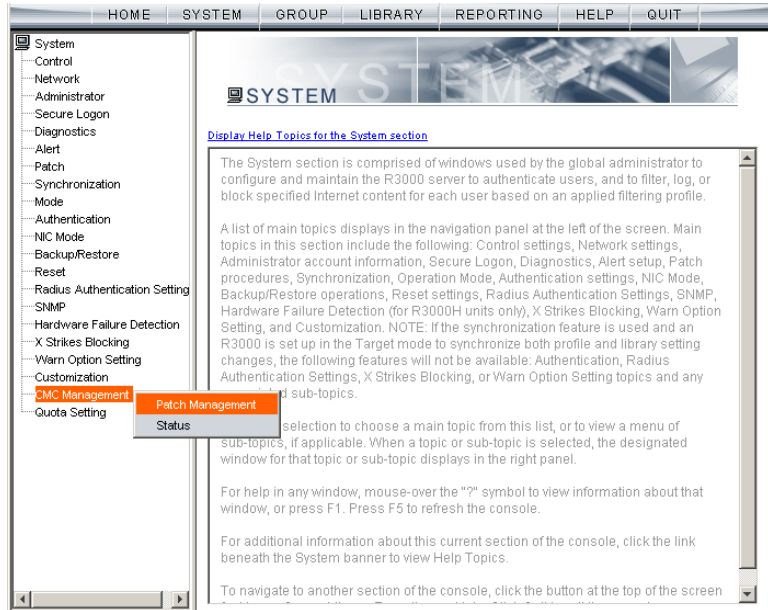 HOME SYSTEM GROUP LIBRARY REPORTING HELP QUIT
System
Control
Network
Administrator
Secure Logon
Diagnostics
Alert
Patch
Synchronization
Mode
Authentication
NIC Mode
Backup/Restore
Reset
Radius Authentication Setting
SNMP
Hardware Failure Detection
X Strikes Blocking
Warn Option Setting
Customization
CMC Management
Quota Setting
Patch Management
Status
SYSTEM
SYSTEM
Display Help Topics for the System section
The System section is comprised of windows used by the global administrator to
configure and maintain the R3000 server to authenticate users, and to filter, log, or
block specified Internet content for each user based on an applied filtering profile.
A list of main topics displays in the navigation panel at the left of the screen. Main
topics in this section include the following: Control settings, Network settings,
Administrator account information, Secure Logon, Diagnostics, Alert setup, Patch
procedures, Synchronization, Operation Mode, Authentication settings, NIC Mode,
Backup/Restore operations, Reset settings, Radius Authentication Settings, SNMP,
Hardware Failure Detection (for R3000H units only), X Strikes Blocking, Warn Option
Setting, and Customization. NOTE: If the synchronization feature is used and an
R3000 is set up in the Target mode to synchronize both profile and library setting
changes, the following features will not be available: Authentication, Radius
Authentication Settings, X Strikes Blocking, or Warn Option Setting topics and any
sub-topics.
selection to choose a main topic from this list, or to view a menu of
sub-topics, if applicable. When a topic or sub-topic is selected, the designated
window for that topic or sub-topic displays in the right panel.
For help in any window, mouse-over the "?" symbol to view information about that
window, or press F1. Press F5 to refresh the console.
For additional information about this current section of the console, click the link
beneath the System banner to view Help Topics.
To navigate to another section of the console, click the button at the top of the screen